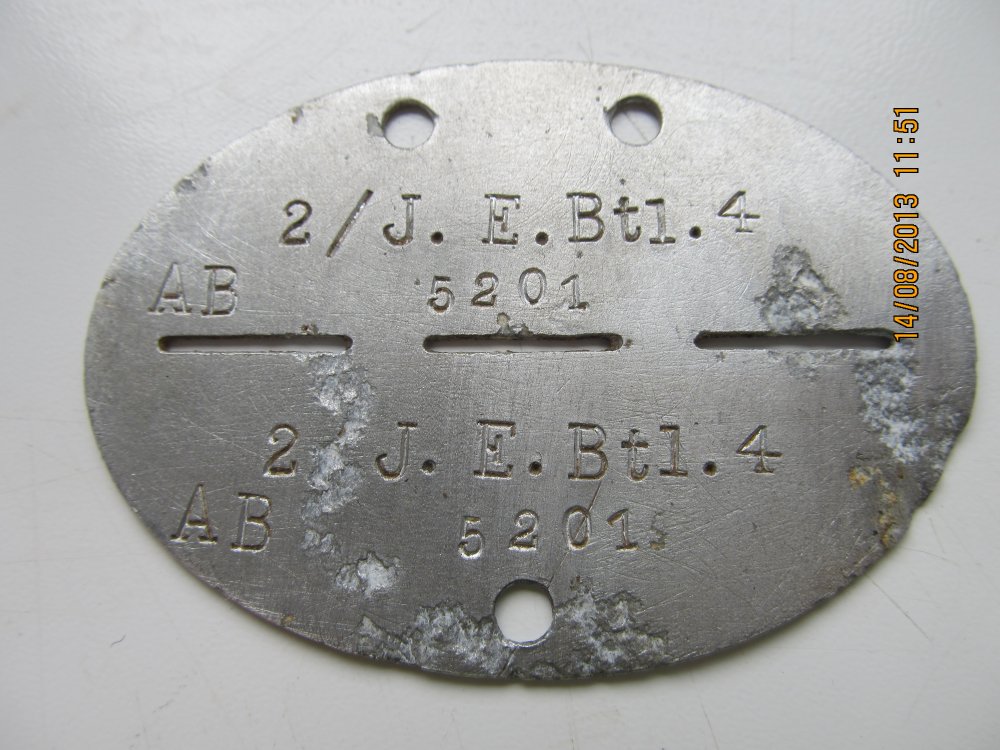 2/J. E. Btl. 4
AB 5201
2 J. E. Btl. 4
AB 5201
14/08/2013 11:51